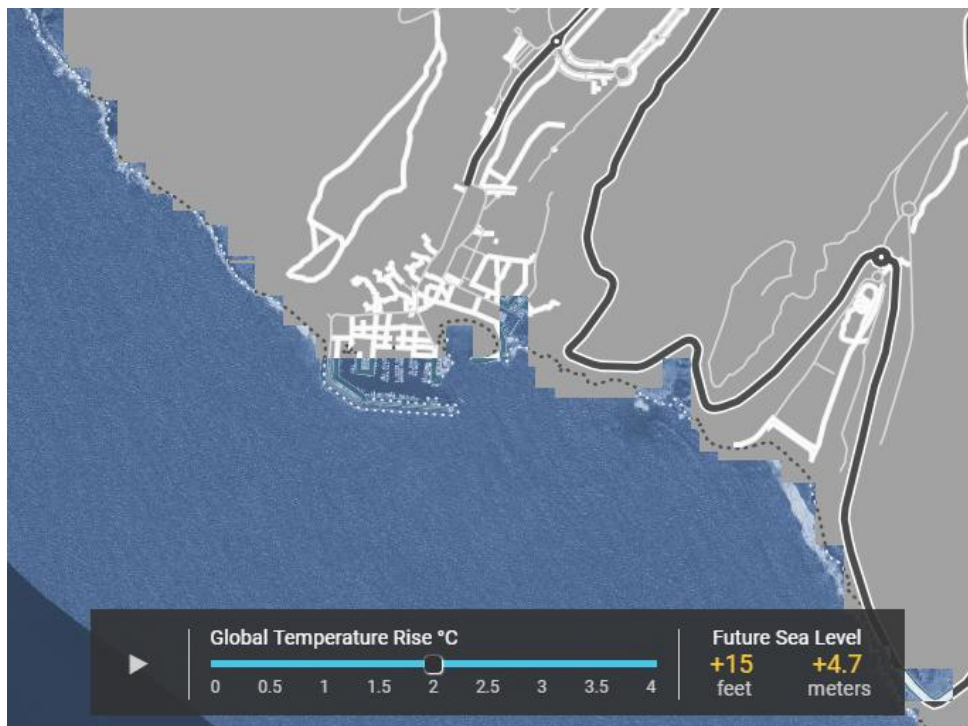 Global Temperature Rise °C
0 0.5 1 1.5 2 2.5 3 3.5 4
Future Sea Level
+15 +4.7
feet meters